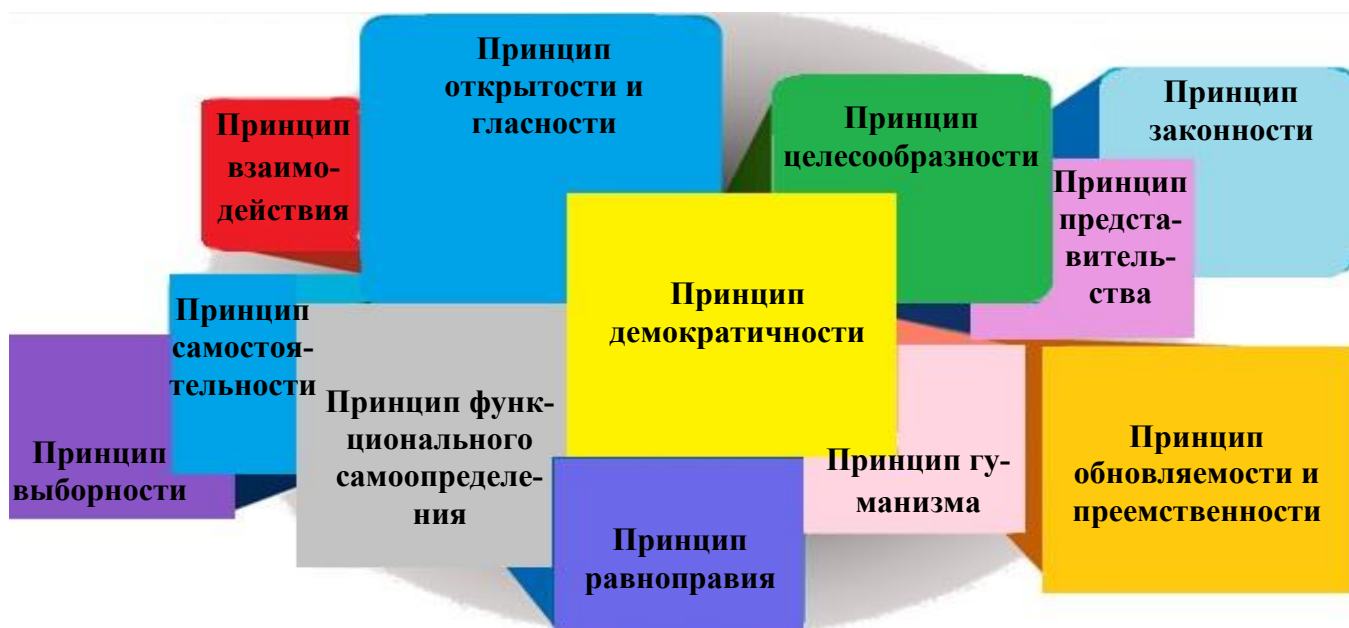 Принцип
взаимо-
действия
Принцип
открытости и
гласности
Принцип
целесообразности
Принцип
законности
Принцип
предста-
витель-
ства
Принцип
самостоя-
тельности
Принцип
демократичности
Принцип
выборности
Принцип функ-
ционального
самоопределе-
ния
Принцип
равноправия
Принцип гу-
манизма
Принцип
обновляемости и
преемственности